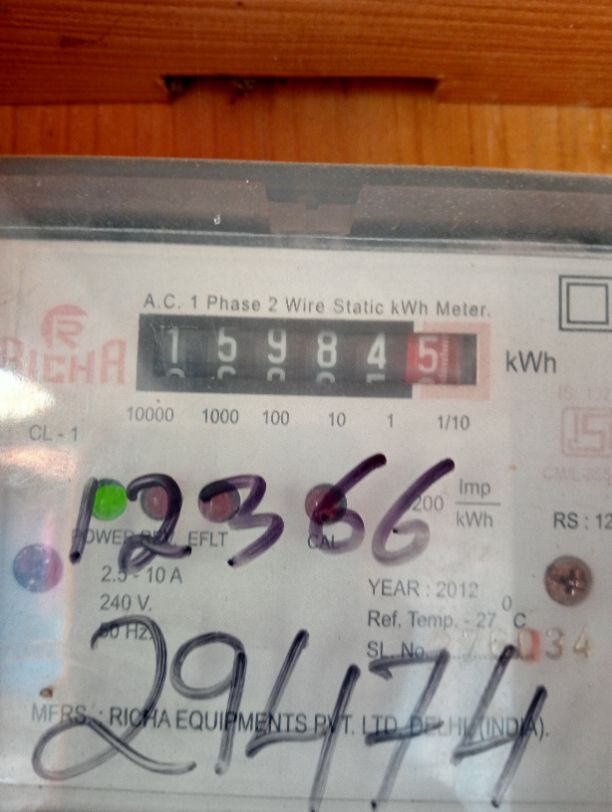 A.C. 1 Phase 2 Wire Static kWh Meter.
RICHA
1 5 9 8 4 5 kWh
10000 1000 100 10 1 1/10
CL - 1
12366
Imp
kWh
POWER EFLT CAL
RS : 12
2.5 - 10 A
240 V.
50 HZ.
YEAR : 2012
Ref. Temp. - 27 °C
SL. No.
29474
MFRS. : RICHA EQUIPMENTS PVT. LTD. DELHI (INDIA).